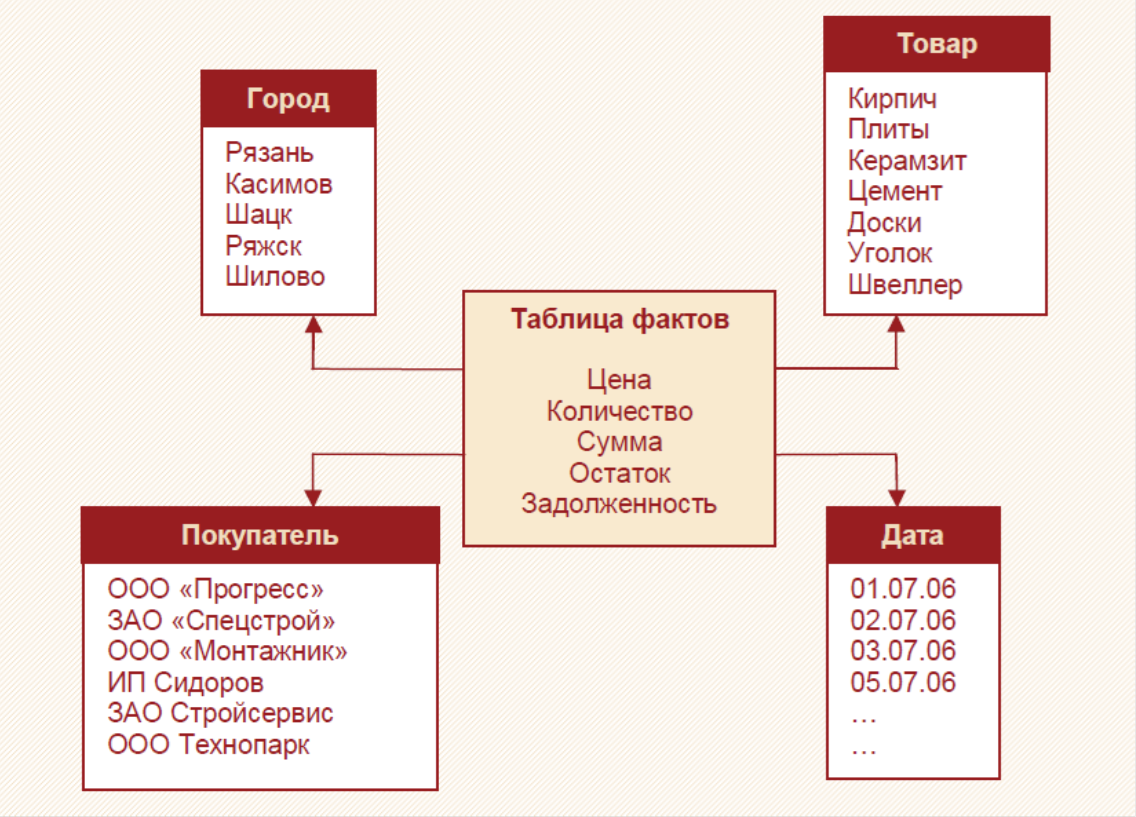 Город
Рязань
Касимов
Шацк
Ряжск
Шилово
Товар
Кирпич
Плиты
Керамзит
Цемент
Доски
Уголок
Швеллер
Таблица фактов
Цена
Количество
Сумма
Остаток
Задолженность
Покупатель
ООО «Прогресс»
ЗАО «Спецстрой»
ООО «Монтажник»
ИП Сидоров
ЗАО Стройсервис
ООО Технопарк
Дата
01.07.06
02.07.06
03.07.06
05.07.06
…
…